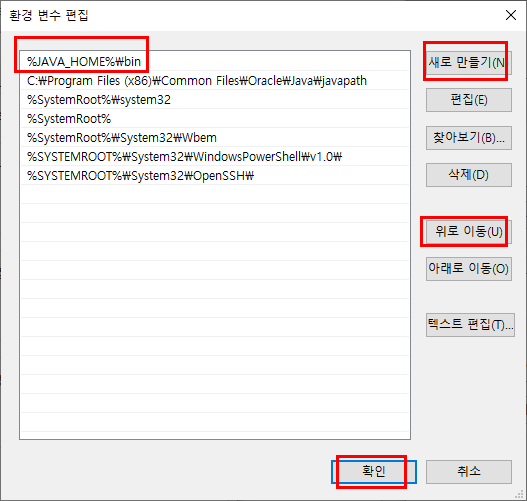 환경 변수 편집
%JAVA_HOME%₩bin
C:₩Program Files (x86)₩Common Files₩Oracle₩Java₩javapath
%SystemRoot%₩system32
%SystemRoot%
%SystemRoot%₩System32₩Wbem
%SYSTEMROOT%₩System32₩WindowsPowerShell₩v1.0₩
%SYSTEMROOT%₩System32₩OpenSSH₩
새로 만들기(N)
편집(E)
찾아보기(B)...
삭제(D)
위로 이동(U)
아래로 이동(O)
텍스트 편집(T)...
확인
취소